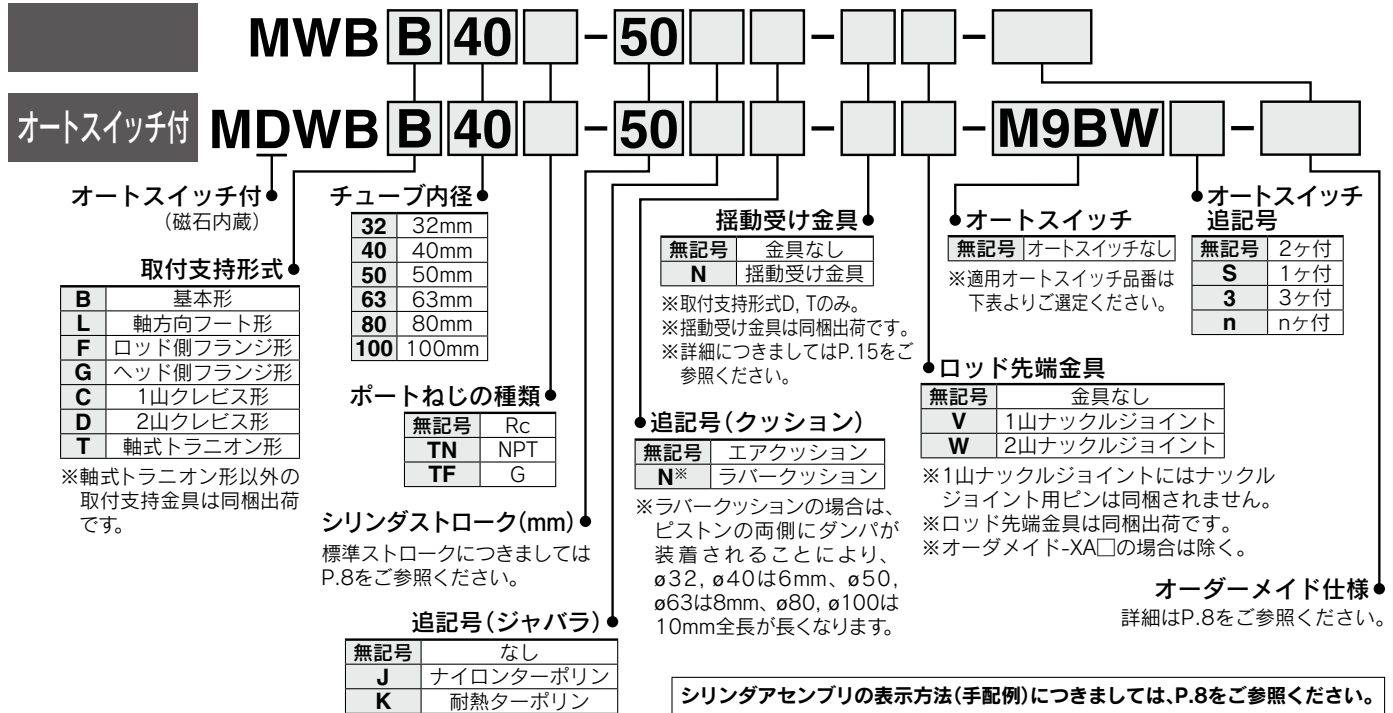 MWB B 40 - 50 - -
オートスイッチ付 MDWB B 40 - 50 - - M9BW -
オートスイッチ付
(磁石内蔵)
取付支持形式
B 基本形
L 軸方向フート形
F ロッド側フランジ形
G ヘッド側フランジ形
C 1山クレビス形
D 2山クレビス形
T 軸式トラニオン形
※軸式トラニオン形以外の
取付支持金具は同梱出荷
です。
チューブ内径
32 32mm
40 40mm
50 50mm
63 63mm
80 80mm
100 100mm
ポートねじの種類
無記号 Rc
TN NPT
TF G
シリンダストローク(mm)
標準ストロークにつきましては
P.8をご参照ください。
追記号(ジャバラ)
無記号 なし
J ナイロンターポリン
K 耐熱ターポリン
揺動受け金具
無記号 金具なし
N 揺動受け金具
※取付支持形式D, Tのみ。
※揺動受け金具は同梱出荷です。
※詳細につきましてはP.15をご
参照ください。
追記号(クッション)
無記号 エアクッション
N※ ラバークッション
※ラバークッションの場合は、
ピストンの両側にダンパが
装着されることにより、
ø32, ø40は6mm、ø50,
ø63は8mm、ø80, ø100は
10mm全長が長くなります。
オートスイッチ
無記号 オートスイッチなし
※適用オートスイッチ品番は
下表よりご選定ください。
オートスイッチ
追記号
無記号 2ヶ付
S 1ヶ付
3 3ヶ付
n nヶ付
ロッド先端金具
無記号 金具なし
V 1山ナックルジョイント
W 2山ナックルジョイント
※1山ナックルジョイントにはナックル
ジョイント用ピンは同梱されません。
※ロッド先端金具は同梱出荷です。
※オーダメイド-XA□の場合は除く。
オーダーメイド仕様
詳細はP.8をご参照ください。
シリンダアセンブリの表示方法(手配例)につきましては、P.8をご参照ください。